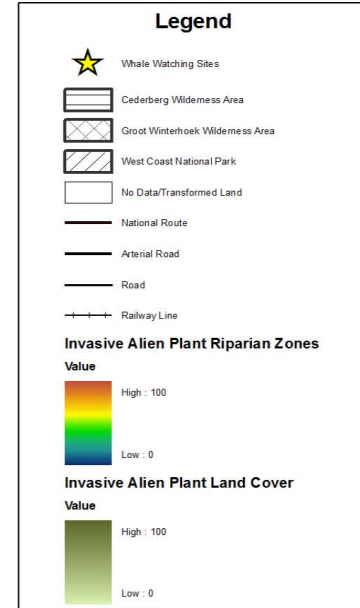 Legend
Whale Watching Sites
Cederberg Wilderness Area
Groot Winterhoek Wilderness Area
West Coast National Park
No Data/Transformed Land
National Route
Arterial Road
Road
Railway Line
Invasive Alien Plant Riparian Zones
Value
High : 100
Low : 0
Invasive Alien Plant Land Cover
Value
High : 100
Low : 0